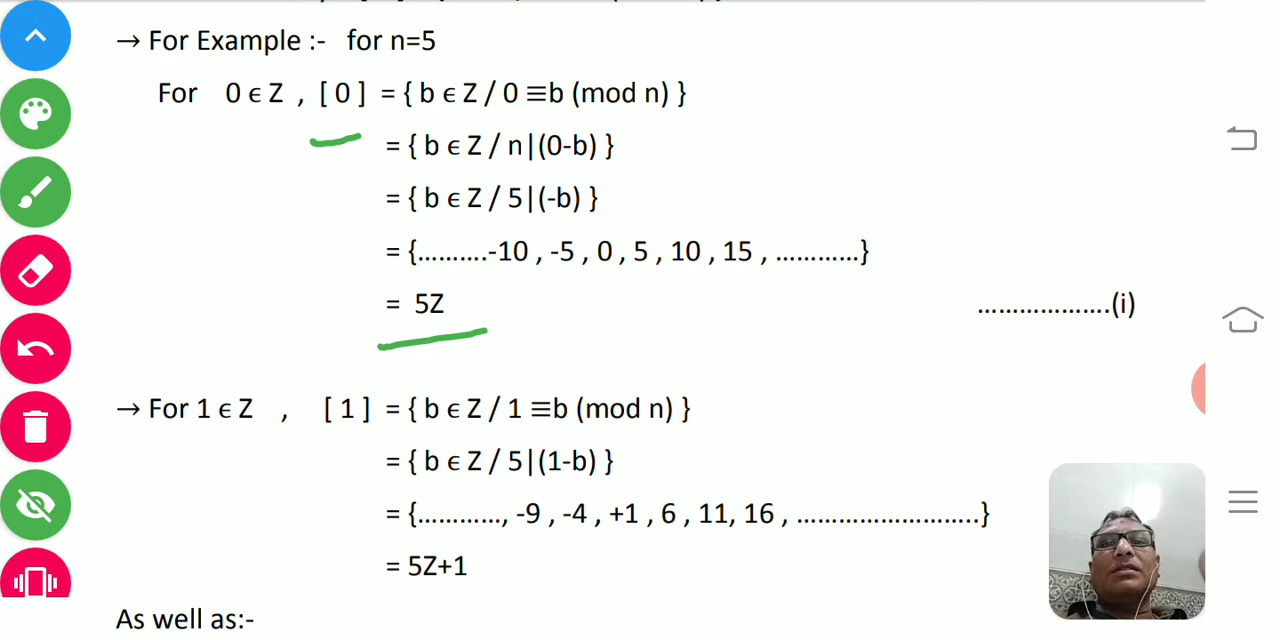 → For Example :- for n=5
For 0 ϵ Z , [ 0 ] = { b ϵ Z / 0 ≡b (mod n) }
= { b ϵ Z / n|(0-b) }
= { b ϵ Z / 5|(-b) }
= {..........-10 , -5 , 0 , 5 , 10 , 15 , .............}
= 5Z ...................(i)
→ For 1 ϵ Z , [ 1 ] = { b ϵ Z / 1 ≡b (mod n) }
= { b ϵ Z / 5|(1-b) }
= {............, -9 , -4 , +1 , 6 , 11, 16 , ..........................}
= 5Z+1
As well as:-